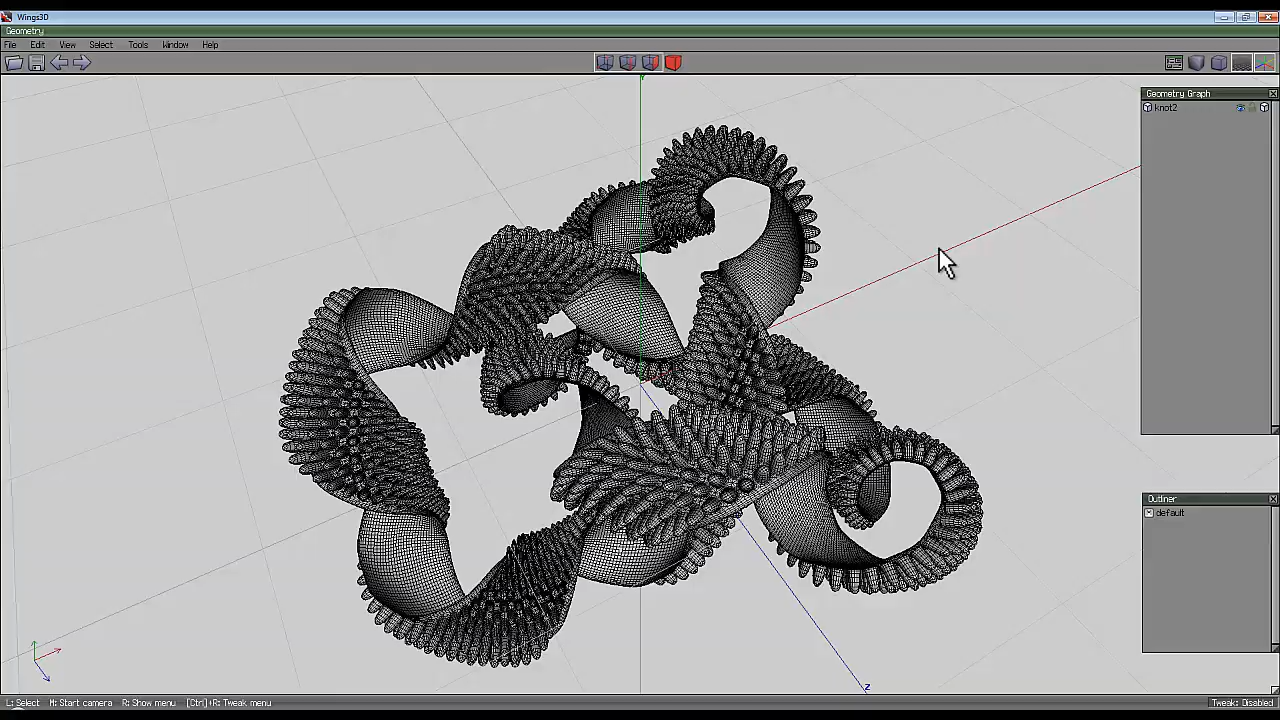 Wings3D
Geometry
File Edit View Select Tools Window Help
Y
Geometry Graph
knot2
Outliner
default
Z
L: Select M: Start camera R: Show menu [Ctrl]+R: Tweak menu
Tweak: Disabled